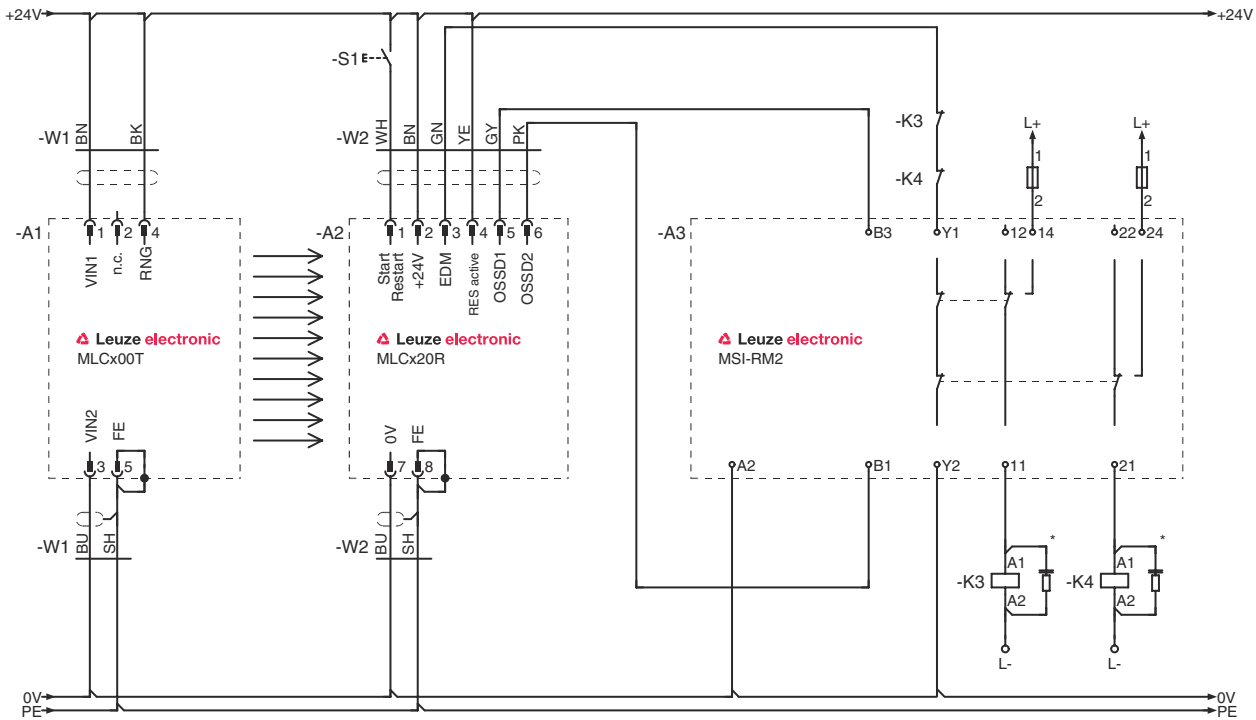 +24V +24V
-S1
-W1 BN BK
-W2 WH BN GN YE GY PK
-K3
-K4
L+ L+
1 1
2 2
-A1 1 2 4
-A2 1 2 3 4 5 6
-A3 B3 Y1 12 14 22 24
VIN1 n.c. RNG
Start Restart +24V EDM RES active OSSD1 OSSD2
Leuze electronic
MLCx00T
Leuze electronic
MLCx20R
Leuze electronic
MSI-RM2
VIN2 FE
0V FE
3 5
7 8
A2 B1 Y2 11 21
-W1 BU SH
-W2 BU SH
* *
-K3 A1 -K4 A1
A2 A2
L- L-
0V 0V
PE PE